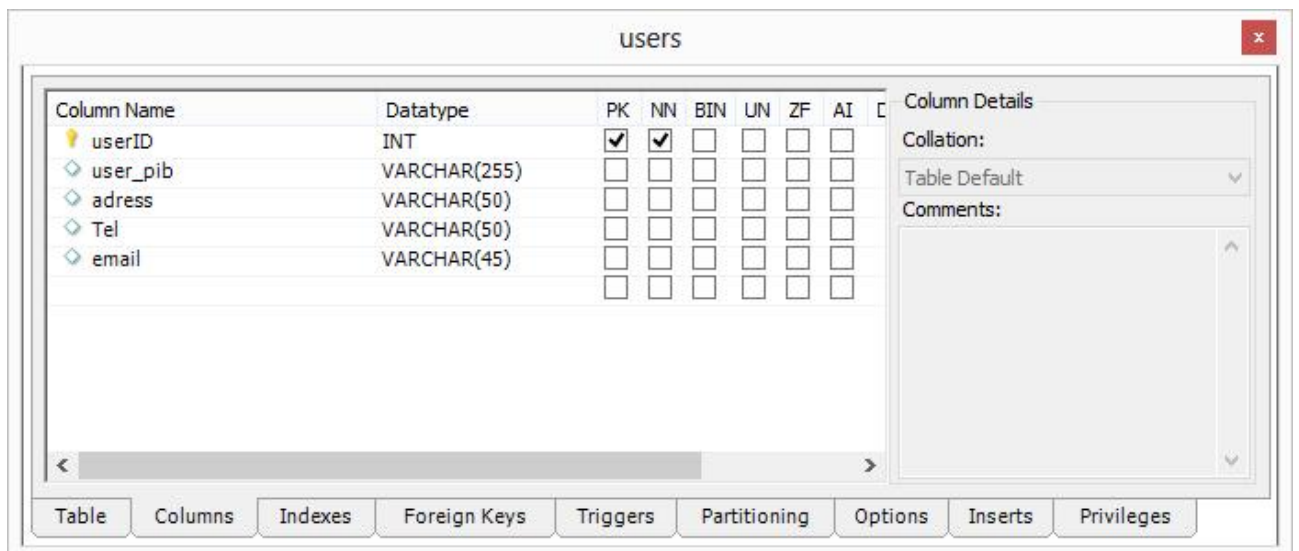 users
x
Column Name Datatype PK NN BIN UN ZF AI D
userID INT
user_pib VARCHAR(255)
adress VARCHAR(50)
Tel VARCHAR(50)
email VARCHAR(45)
Column Details
Collation:
Table Default
Comments:
Table Columns Indexes Foreign Keys Triggers Partitioning Options Inserts Privileges